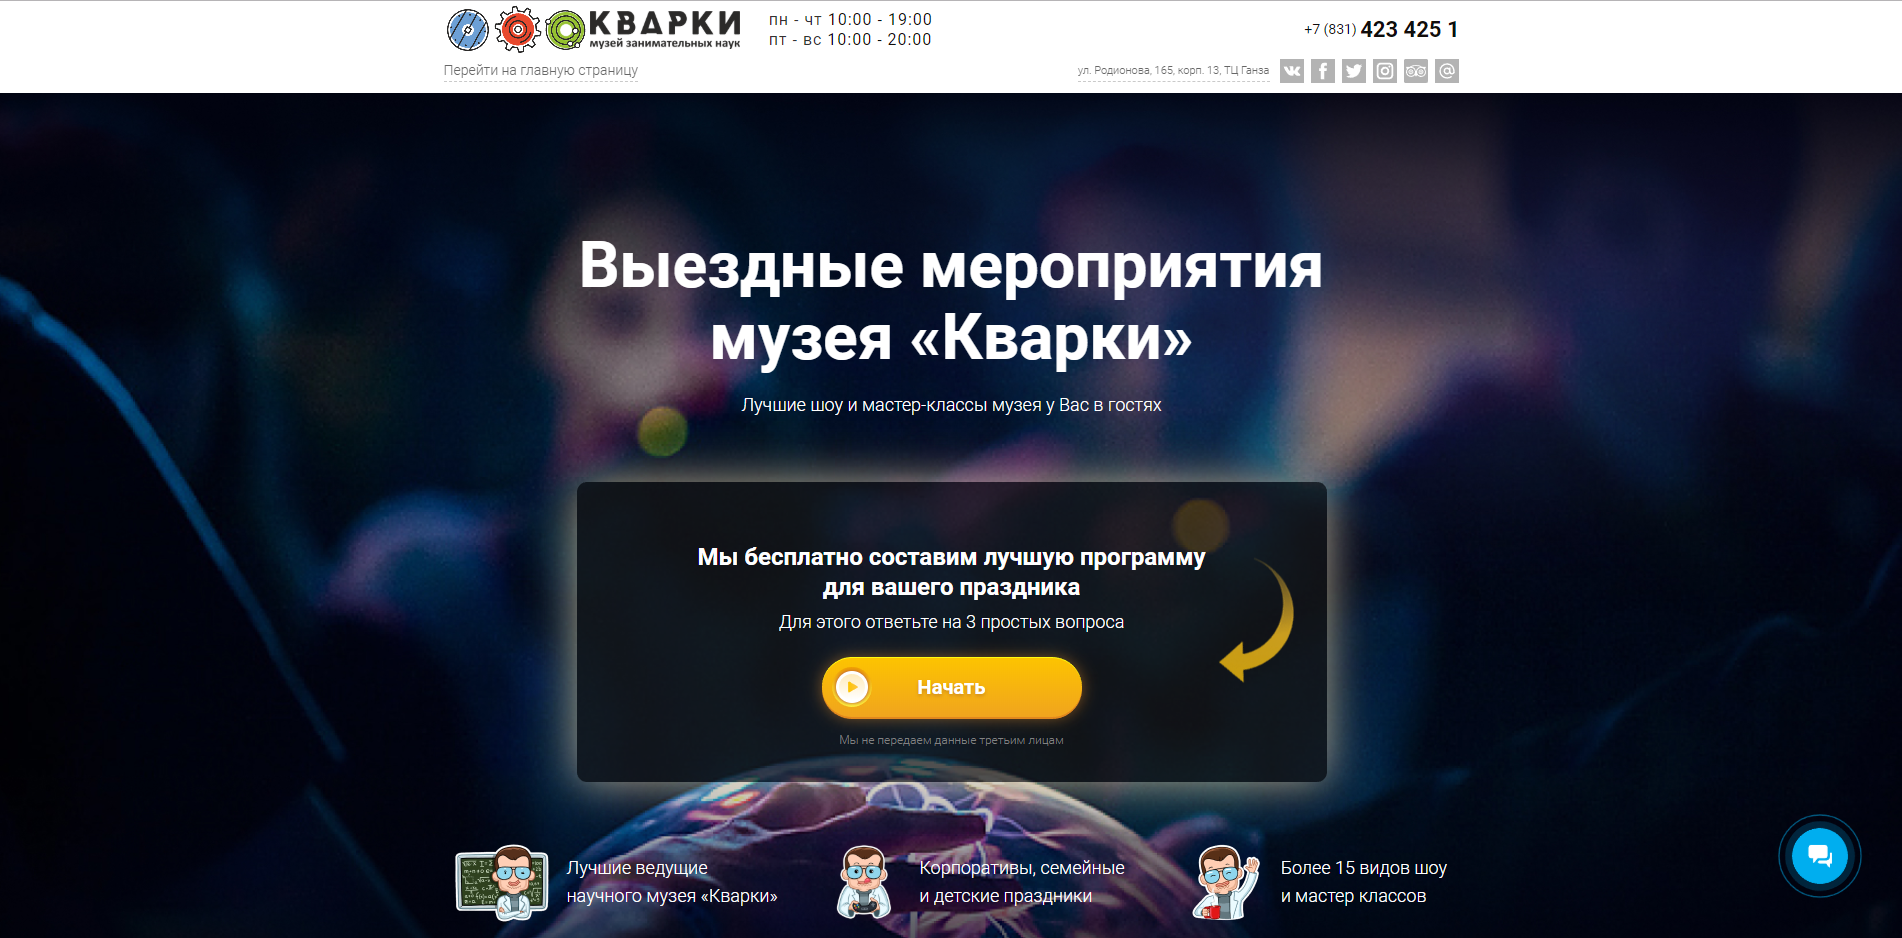 КВАРКИ
музей занимательных наук
пн - чт 10:00 - 19:00
пт - вс 10:00 - 20:00
+7 (831) 423 425 1
Перейти на главную страницу
ул. Родионова, 165, корп. 13, ТЦ Ганза
Выездные мероприятия
музея «Кварки»
Лучшие шоу и мастер-классы музея у Вас в гостях
Мы бесплатно составим лучшую программу
для вашего праздника
Для этого ответьте на 3 простых вопроса
Начать
Мы не передаем данные третьим лицам
Лучшие ведущие
научного музея «Кварки»
Корпоративы, семейные
и детские праздники
Более 15 видов шоу
и мастер классов